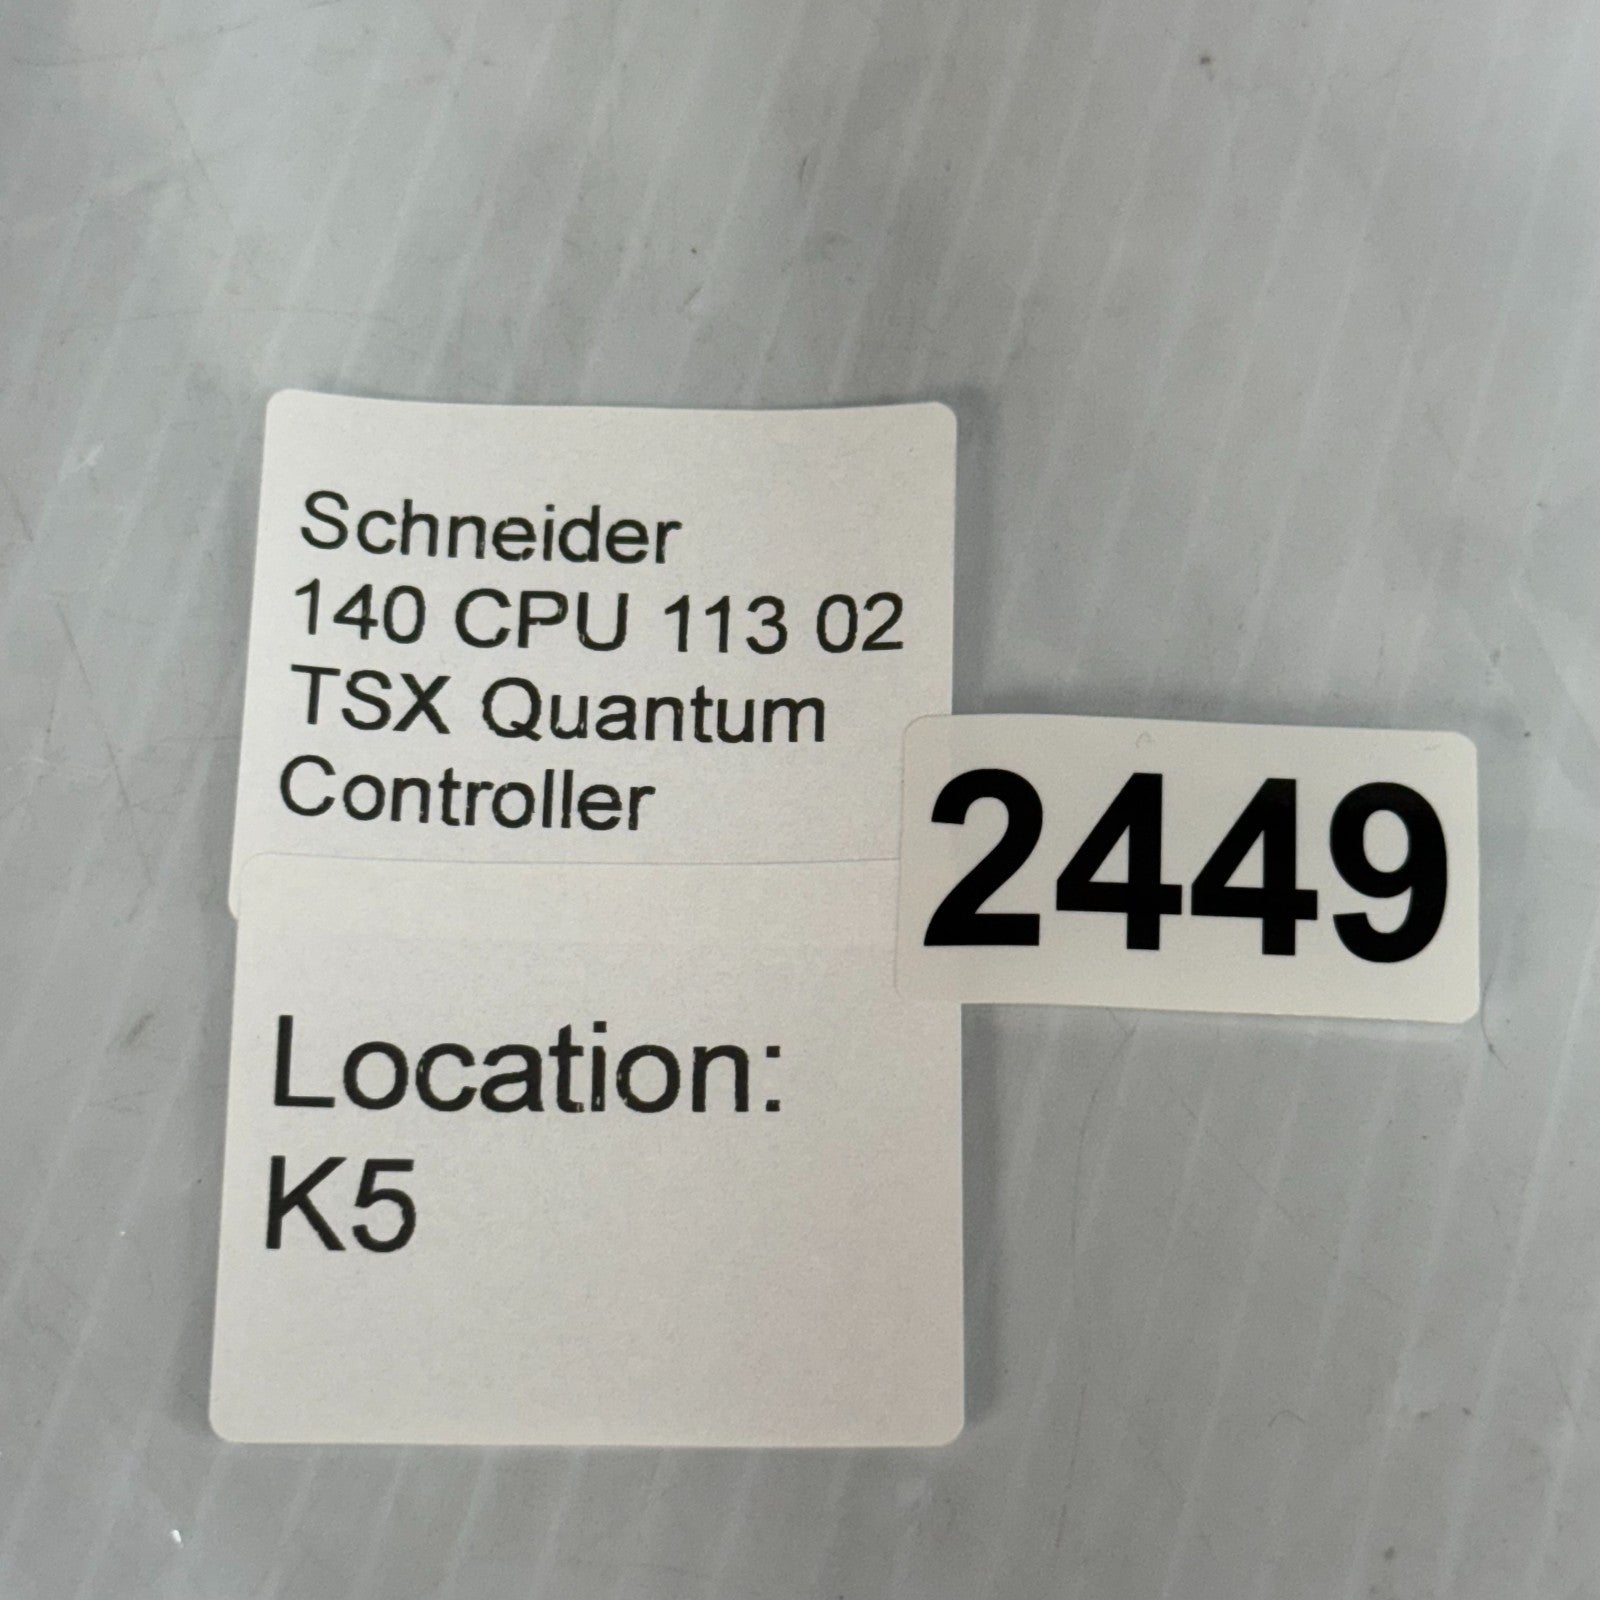 Schneider
140 CPU 113 02
TSX Quantum
Controller
2449
Location:
K5